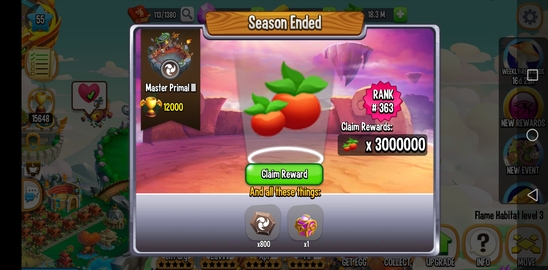 55
113/1380
18.3 M
Season Ended
Master Primal III
12000
15648
RANK
# 363
Claim Rewards:
x 3000000
Claim Reward
And all these things:
x800
x1
NEW REWARDS
NEW EVENT
Flame Habitat level 3
GET EGG
COLLECT
UPGRADE
INFO
MOVE